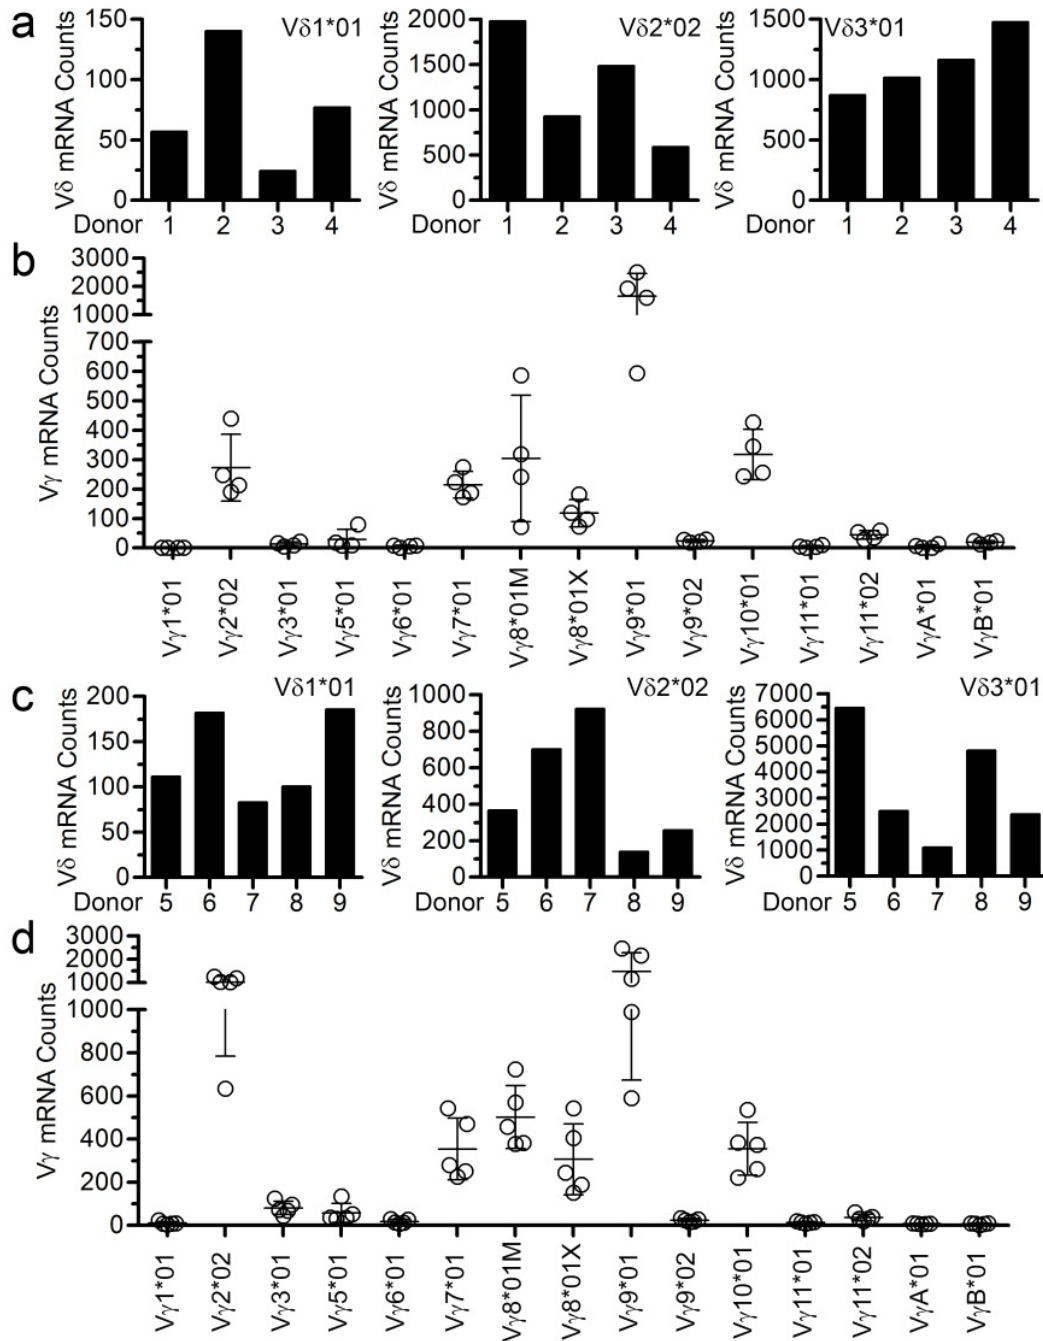 a
Vδ mRNA Counts
150
100
50
0
Vδ1*01
Donor 1 2 3 4
Vδ mRNA Counts
2000
1500
1000
500
0
Vδ2*02
Donor 1 2 3 4
Vδ mRNA Counts
1500
1000
500
0
Vδ3*01
Donor 1 2 3 4
b
Vγ mRNA Counts
3000
2000
1000
700
600
500
400
300
200
100
0
Vγ1*01
Vγ2*02
Vγ3*01
Vγ5*01
Vγ6*01
Vγ7*01
Vγ8*01M
Vγ8*01X
Vγ9*01
Vγ9*02
Vγ10*01
Vγ11*01
Vγ11*02
VγA*01
VγB*01
c
Vδ mRNA Counts
200
150
100
50
0
Vδ1*01
Donor 5 6 7 8 9
Vδ mRNA Counts
1000
800
600
400
200
0
Vδ2*02
Donor 5 6 7 8 9
Vδ mRNA Counts
7000
6000
5000
4000
3000
2000
1000
0
Vδ3*01
Donor 5 6 7 8 9
d
Vγ mRNA Counts
3000
2000
1000
1000
800
600
400
200
0
Vγ1*01
Vγ2*02
Vγ3*01
Vγ5*01
Vγ6*01
Vγ7*01
Vγ8*01M
Vγ8*01X
Vγ9*01
Vγ9*02
Vγ10*01
Vγ11*01
Vγ11*02
VγA*01
VγB*01